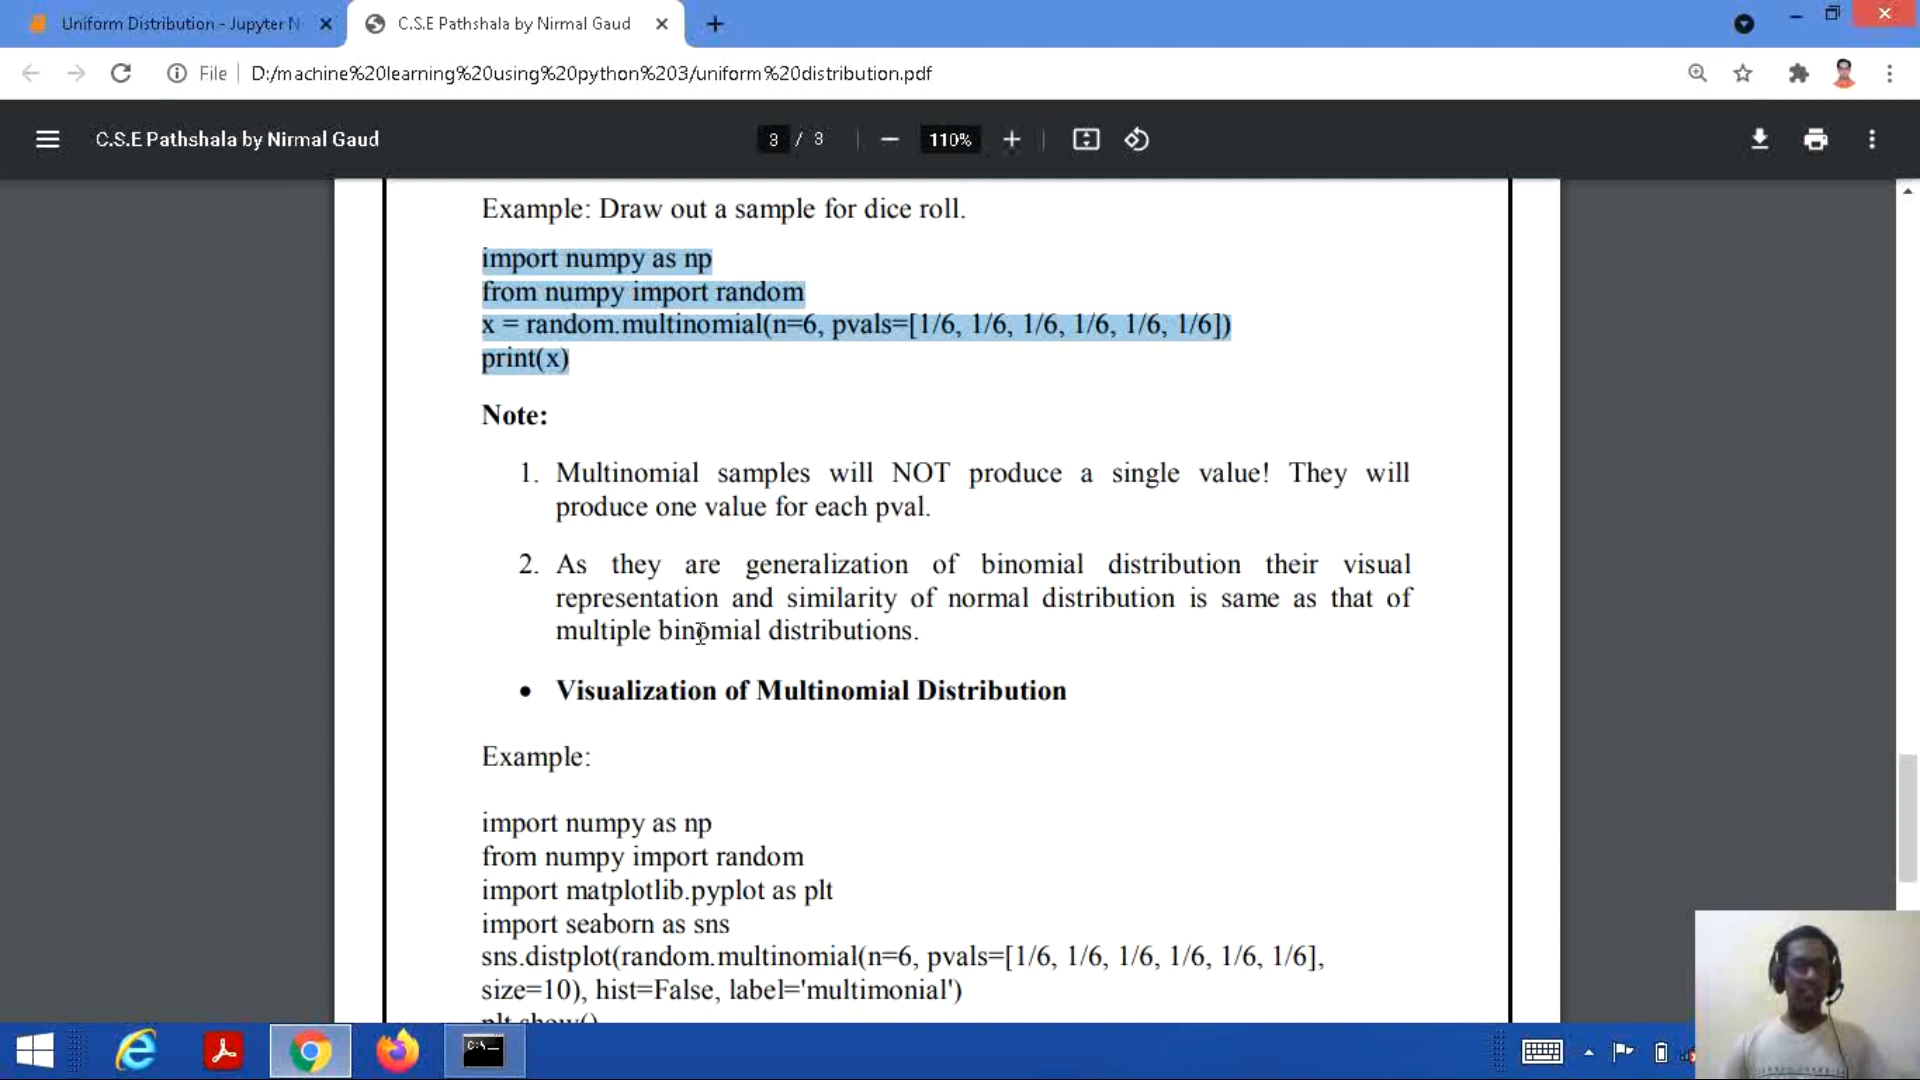 Uniform Distribution - Jupyter N
C.S.E Pathshala by Nirmal Gaud
File
D:/machine%20learning%20using%20python%203/uniform%20distribution.pdf
C.S.E Pathshala by Nirmal Gaud
3 / 3
110%
Example: Draw out a sample for dice roll.
import numpy as np
from numpy import random
x = random.multinomial(n=6, pvals=[1/6, 1/6, 1/6, 1/6, 1/6, 1/6])
print(x)
Note:
1. Multinomial samples will NOT produce a single value! They will
produce one value for each pval.
2. As they are generalization of binomial distribution their visual
representation and similarity of normal distribution is same as that of
multiple binomial distributions.
• Visualization of Multinomial Distribution
Example:
import numpy as np
from numpy import random
import matplotlib.pyplot as plt
import seaborn as sns
sns.distplot(random.multinomial(n=6, pvals=[1/6, 1/6, 1/6, 1/6, 1/6, 1/6],
size=10), hist=False, label='multimonial')
plt.show()
C:\_